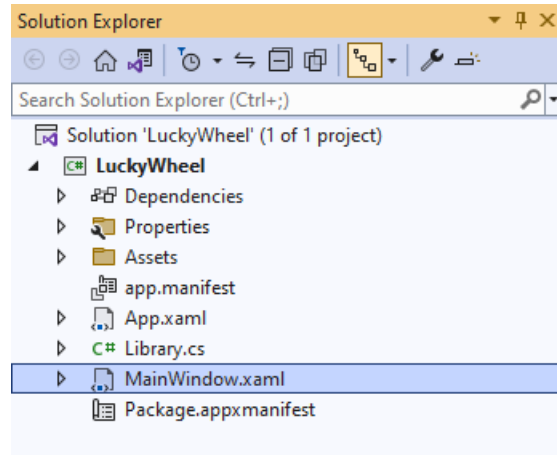 Solution Explorer
Search Solution Explorer (Ctrl+;)
Solution 'LuckyWheel' (1 of 1 project)
C# LuckyWheel
Dependencies
Properties
Assets
app.manifest
App.xaml
C# Library.cs
MainWindow.xaml
Package.appxmanifest